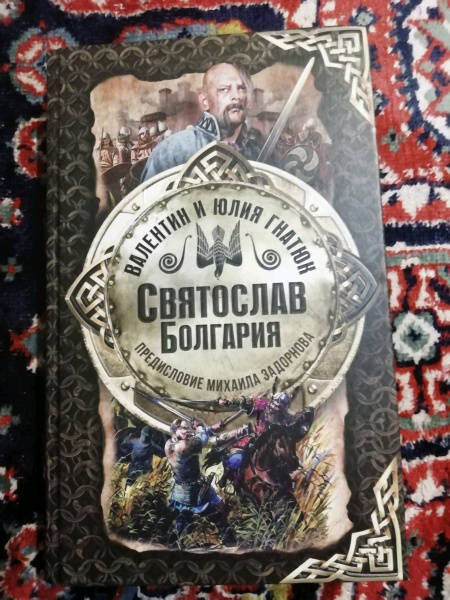 ВАЛЕНТИН И ЮЛИЯ ГНАТЮК
СВЯТОСЛАВ
БОЛГАРИЯ
ПРЕДИСЛОВИЕ МИХАИЛА ЗАДОРНОВА